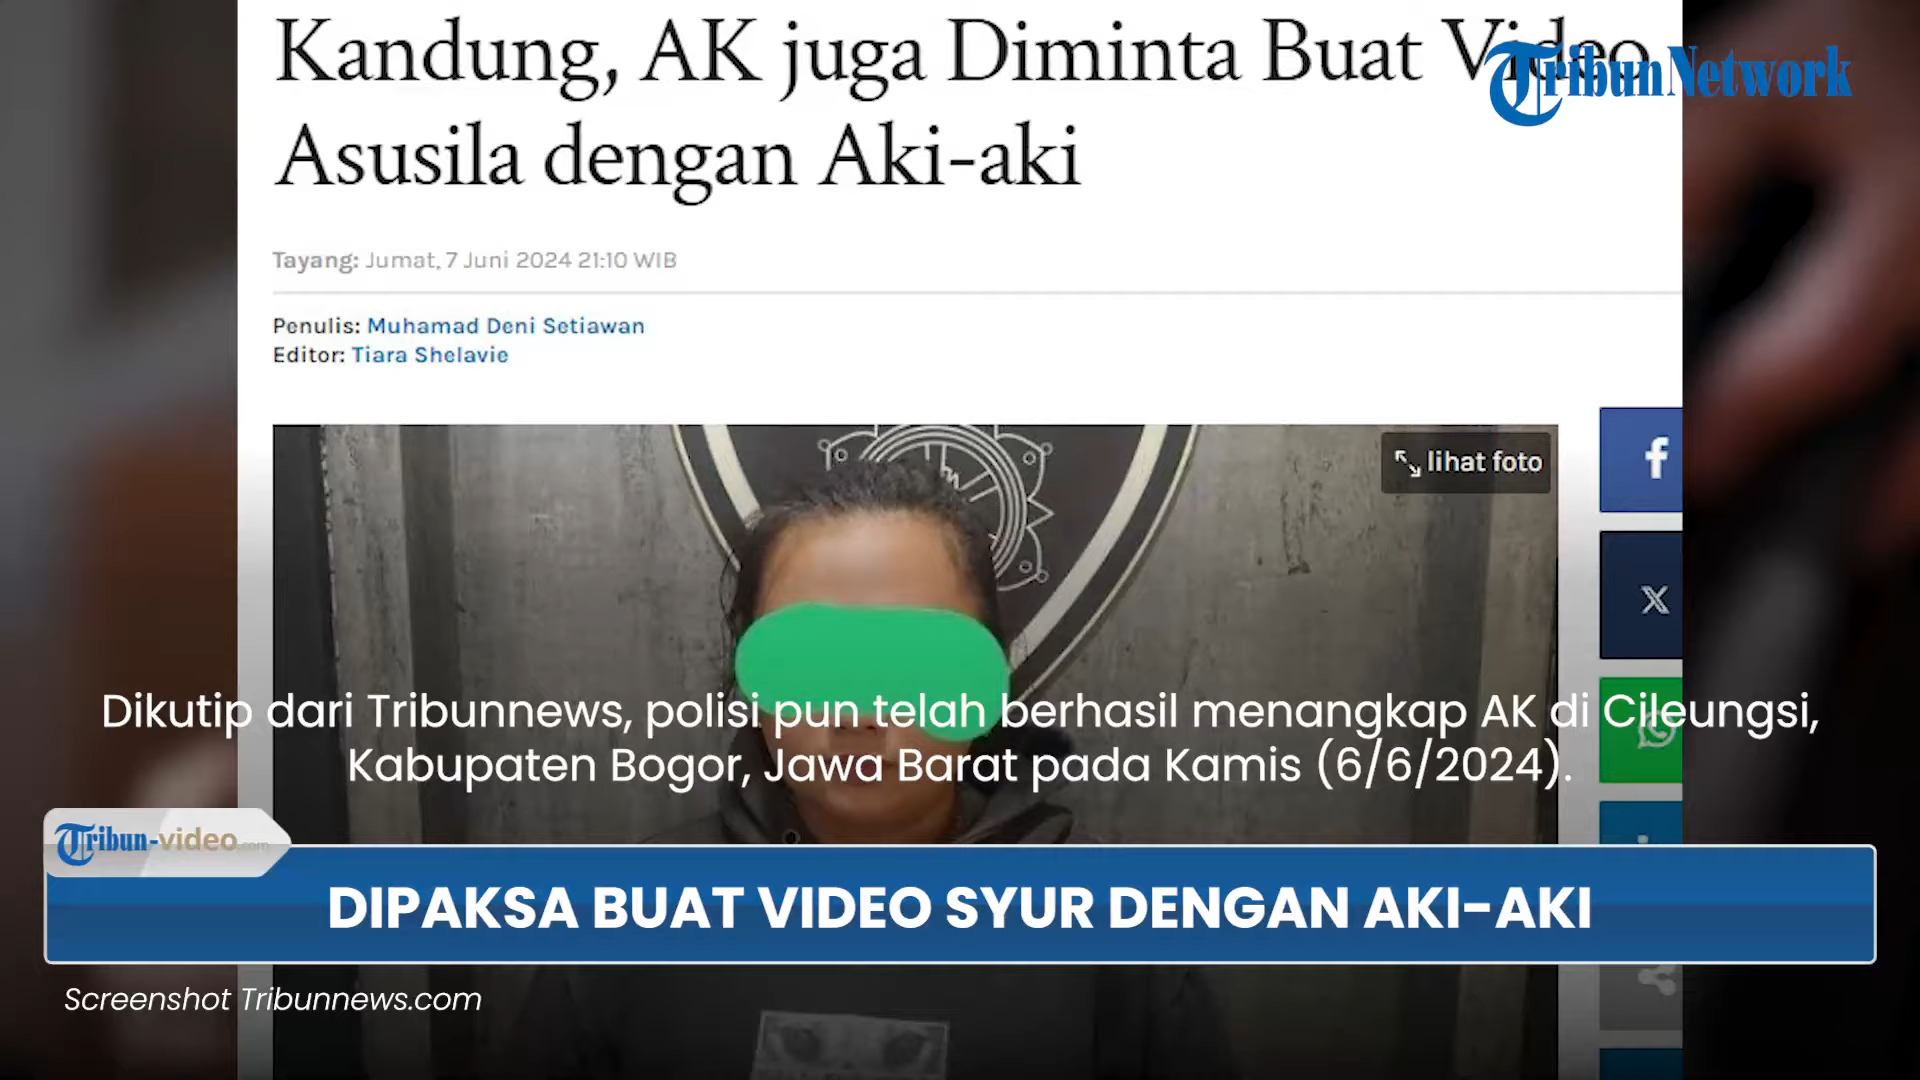 Kandung, AK juga Diminta Buat Video
TribunNetwork
Asusila dengan Aki-aki
Tayang: Jumat, 7 Juni 2024 21:10 WIB
Penulis: Muhamad Deni Setiawan
Editor: Tiara Shelavie
lihat foto
Dikutip dari Tribunnews, polisi pun telah berhasil menangkap AK di Cileungsi,
Kabupaten Bogor, Jawa Barat pada Kamis (6/6/2024).
Tribun-video.com
DIPAKSA BUAT VIDEO SYUR DENGAN AKI-AKI
Screenshot Tribunnews.com